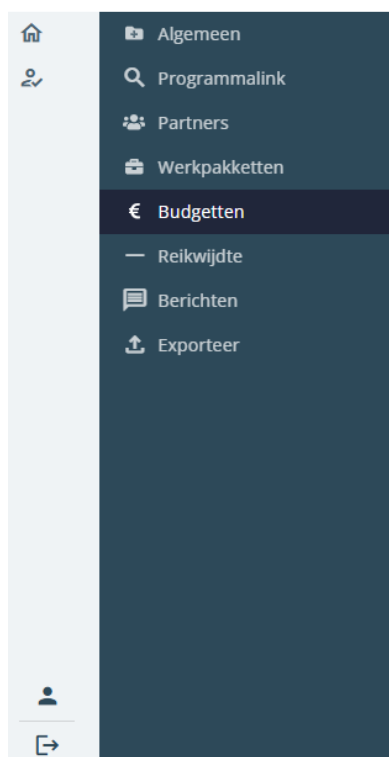 Algemeen
Programmalink
Partners
Werkpakketten
€ Budgetten
Reikwijdte
Berichten
Exporteer